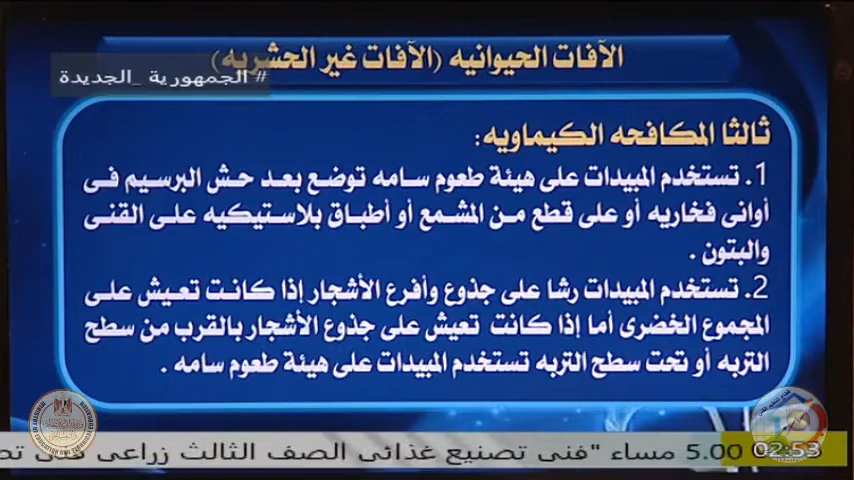 الآفات الحيوانيه (الآفات غير الحشريه)
# الجمهورية _الجديدة
ثالثا المكافحه الكيماويه:
1. تستخدم المبيدات على هيئة طعوم سامه توضع بعد حش البرسيم فى
أوانى فخاريه أو على قطع من المشمع أو أطباق بلاستيكيه على القنى
والبتون .
2. تستخدم المبيدات رشا على جذوع وأفرع الأشجار إذا كانت تعيش على
المجموع الخضرى أما إذا كانت تعيش على جذوع الأشجار بالقرب من سطح
التربه أو تحت سطح التربه تستخدم المبيدات على هيئة طعوم سامه .
5.00 مساء "فنى تصنيع غذائى الصف الثالث زراعى فنى تص
02:53